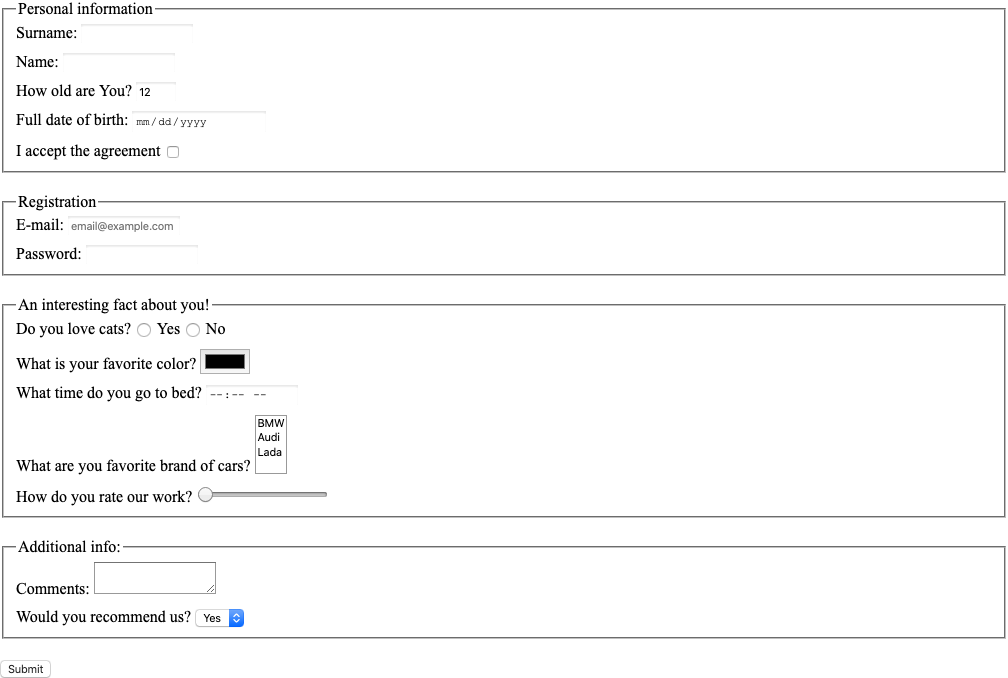 Personal information
Surname:
Name:
How old are You? 12
Full date of birth: mm/dd/yyyy
I accept the agreement
Registration
E-mail: email@example.com
Password:
An interesting fact about you!
Do you love cats? Yes No
What is your favorite color?
What time do you go to bed? --:-- --
BMW
Audi
Lada
What are you favorite brand of cars?
How do you rate our work?
Additional info:
Comments:
Would you recommend us? Yes
Submit